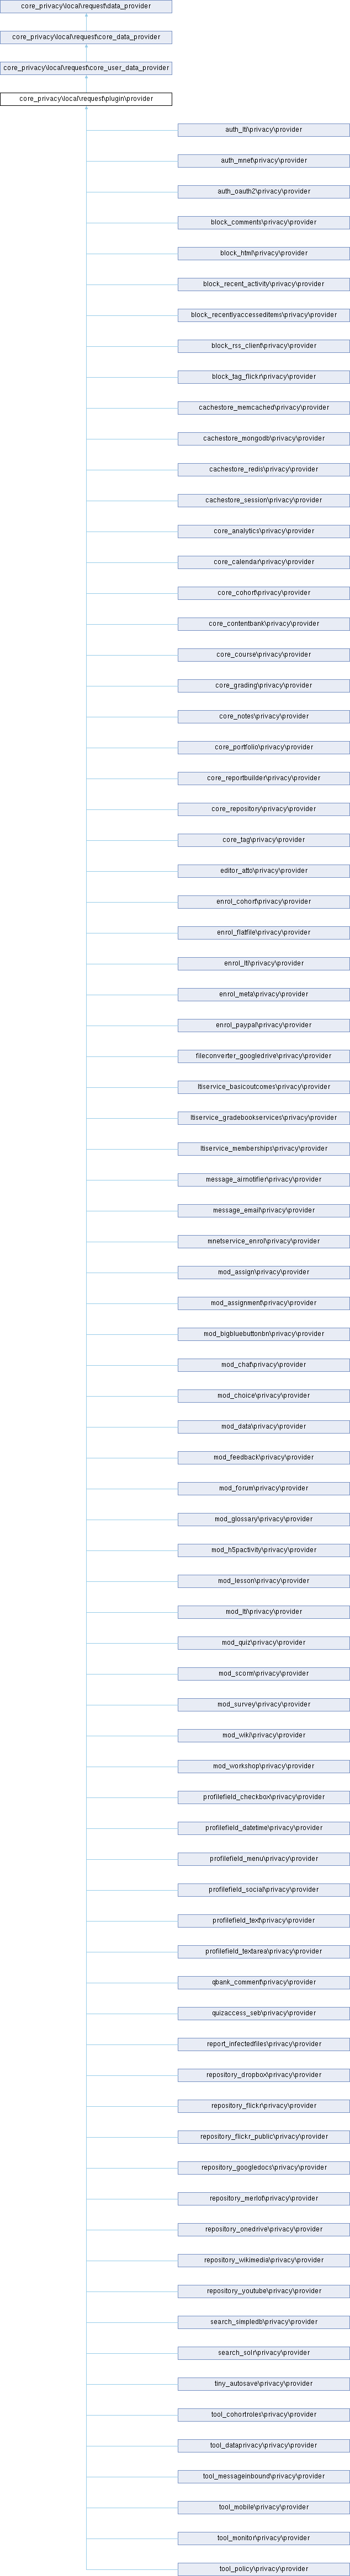 core_privacy\local\request\data_provider
core_privacy\local\request\core_data_provider
core_privacy\local\request\core_user_data_provider
core_privacy\local\request\plugin\provider
auth_lti\privacy\provider
auth_mnet\privacy\provider
auth_oauth2\privacy\provider
block_comments\privacy\provider
block_html\privacy\provider
block_recent_activity\privacy\provider
block_recentlyaccesseditems\privacy\provider
block_rss_client\privacy\provider
block_tag_flickr\privacy\provider
cachestore_memcached\privacy\provider
cachestore_mongodb\privacy\provider
cachestore_redis\privacy\provider
cachestore_session\privacy\provider
core_analytics\privacy\provider
core_calendar\privacy\provider
core_cohort\privacy\provider
core_contentbank\privacy\provider
core_course\privacy\provider
core_grading\privacy\provider
core_notes\privacy\provider
core_portfolio\privacy\provider
core_reportbuilder\privacy\provider
core_repository\privacy\provider
core_tag\privacy\provider
editor_atto\privacy\provider
enrol_cohort\privacy\provider
enrol_flatfile\privacy\provider
enrol_lti\privacy\provider
enrol_meta\privacy\provider
enrol_paypal\privacy\provider
fileconverter_googledrive\privacy\provider
ltiservice_basicoutcomes\privacy\provider
ltiservice_gradebookservices\privacy\provider
ltiservice_memberships\privacy\provider
message_airnotifier\privacy\provider
message_email\privacy\provider
mnetservice_enrol\privacy\provider
mod_assign\privacy\provider
mod_assignment\privacy\provider
mod_bigbluebuttonbn\privacy\provider
mod_chat\privacy\provider
mod_choice\privacy\provider
mod_data\privacy\provider
mod_feedback\privacy\provider
mod_forum\privacy\provider
mod_glossary\privacy\provider
mod_h5pactivity\privacy\provider
mod_lesson\privacy\provider
mod_lti\privacy\provider
mod_quiz\privacy\provider
mod_scorm\privacy\provider
mod_survey\privacy\provider
mod_wiki\privacy\provider
mod_workshop\privacy\provider
profilefield_checkbox\privacy\provider
profilefield_datetime\privacy\provider
profilefield_menu\privacy\provider
profilefield_social\privacy\provider
profilefield_text\privacy\provider
profilefield_textarea\privacy\provider
qbank_comment\privacy\provider
quizaccess_seb\privacy\provider
report_infectedfiles\privacy\provider
repository_dropbox\privacy\provider
repository_flickr\privacy\provider
repository_flickr_public\privacy\provider
repository_googledocs\privacy\provider
repository_merlot\privacy\provider
repository_onedrive\privacy\provider
repository_wikimedia\privacy\provider
repository_youtube\privacy\provider
search_simpledb\privacy\provider
search_solr\privacy\provider
tiny_autosave\privacy\provider
tool_cohortroles\privacy\provider
tool_dataprivacy\privacy\provider
tool_messageinbound\privacy\provider
tool_mobile\privacy\provider
tool_monitor\privacy\provider
tool_policy\privacy\provider